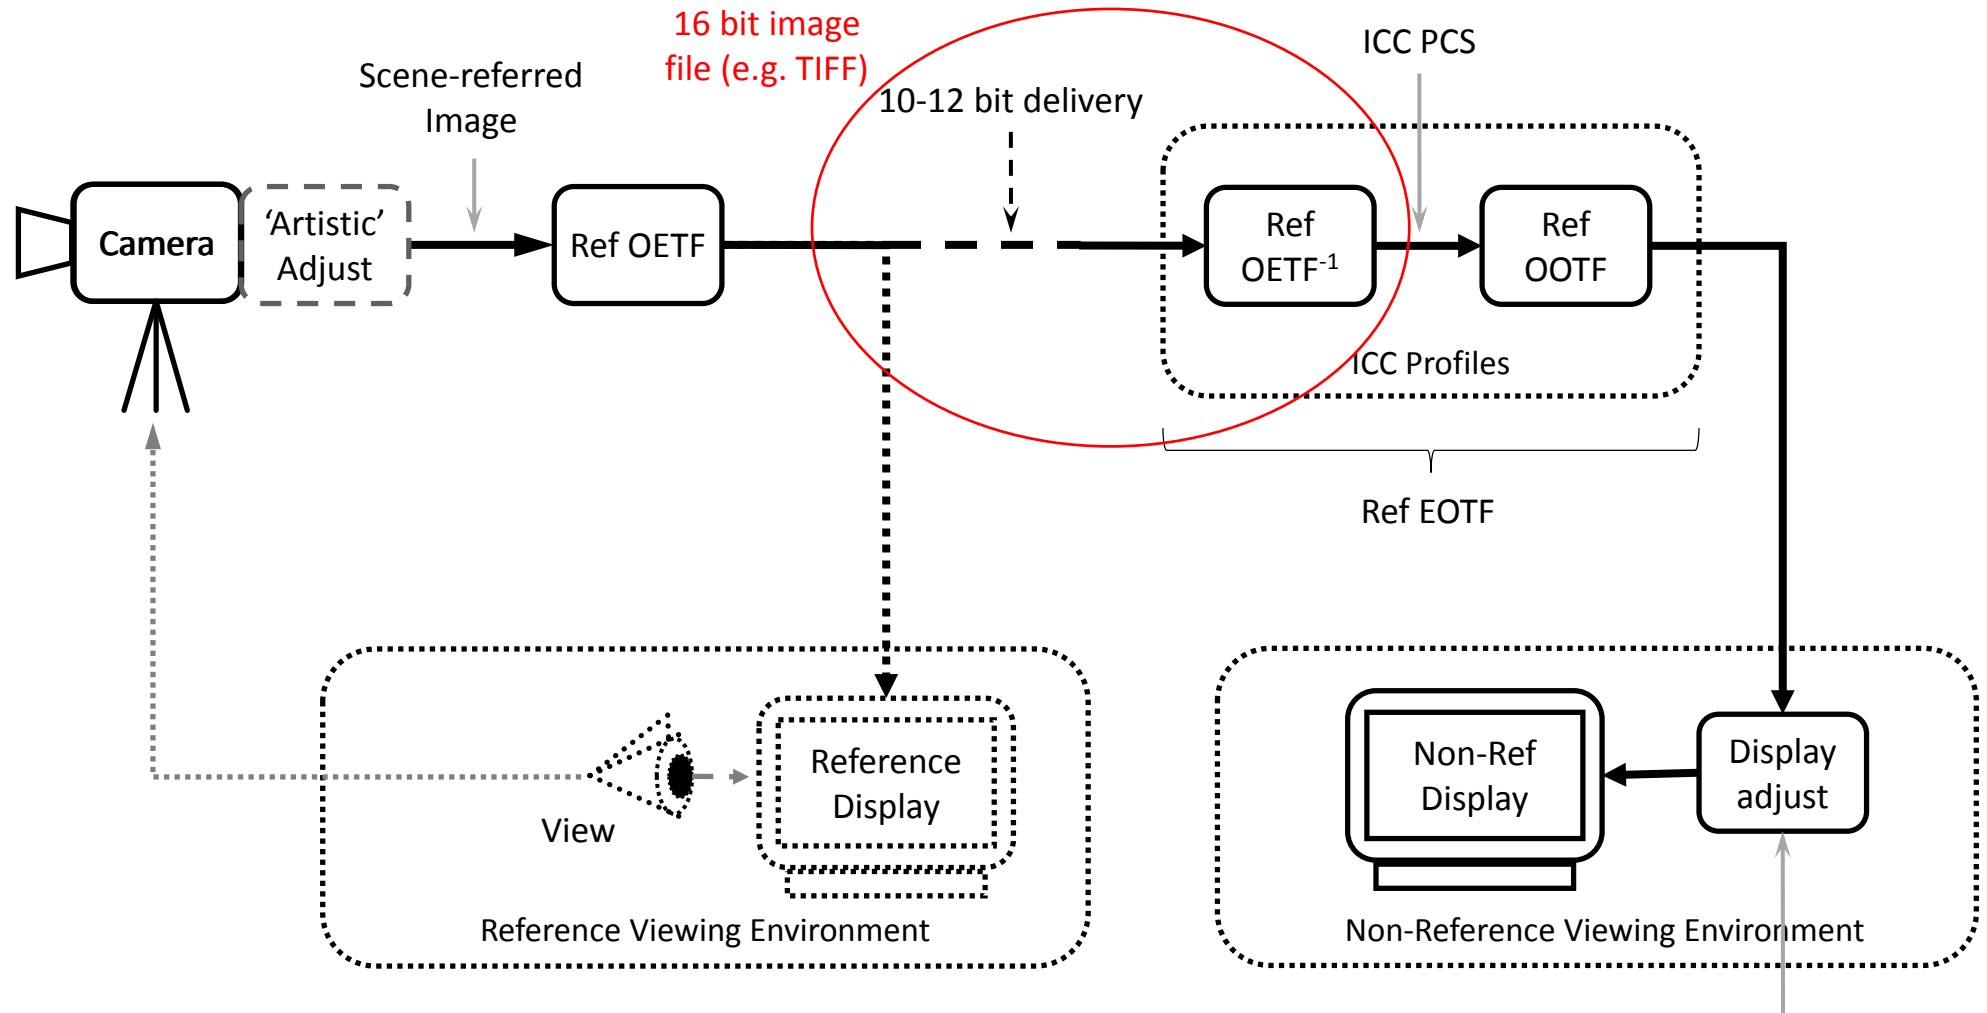 16 bit image
file (e.g. TIFF)
ICC PCS
Scene-referred
Image
10-12 bit delivery
Camera
‘Artistic’
Adjust
Ref OETF
Ref
OETF⁻¹
Ref
OOTF
ICC Profiles
Ref EOTF
View
Reference
Display
Non-Ref
Display
Display
adjust
Reference Viewing Environment
Non-Reference Viewing Environment